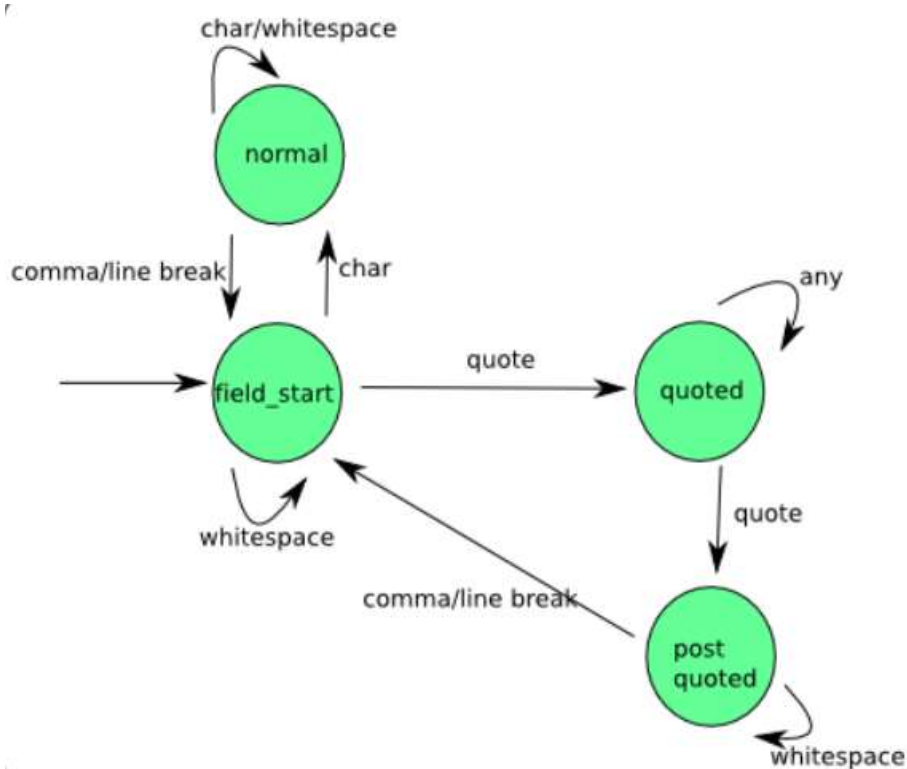 char/whitespace
normal
comma/line break
char
any
quote
field_start
quoted
whitespace
quote
comma/line break
post
quoted
whitespace